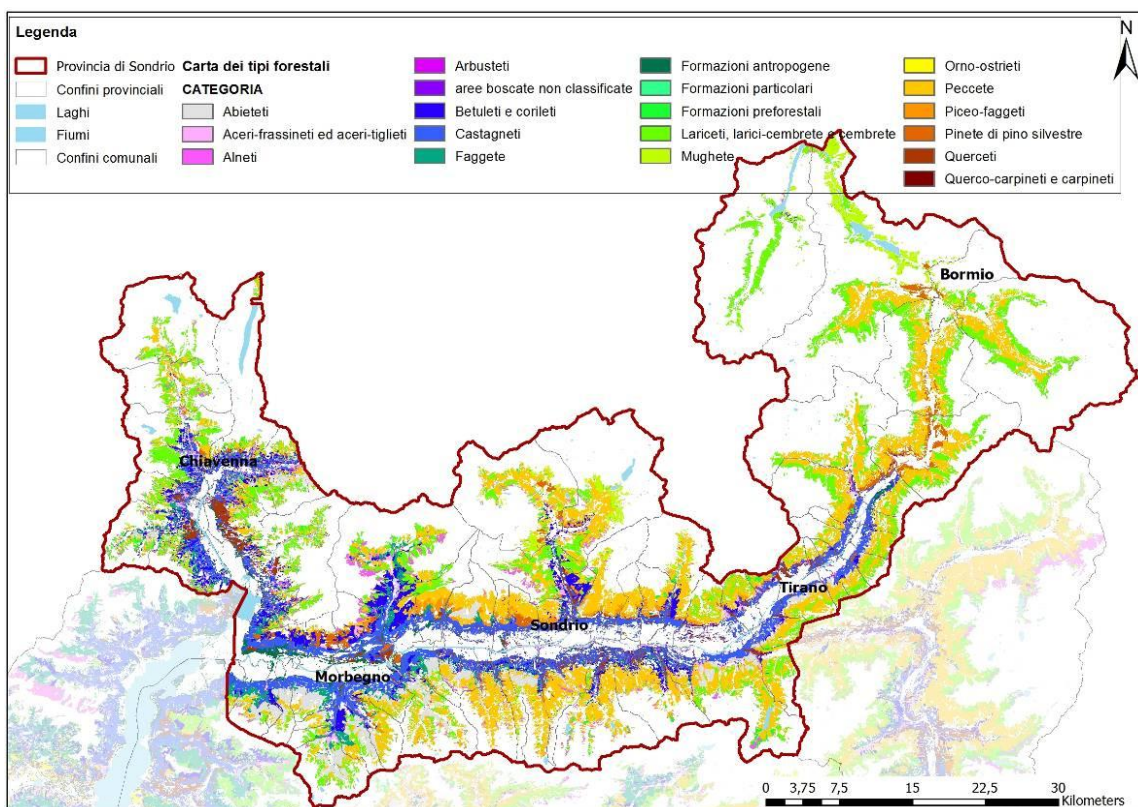 Legenda
N
Provincia di Sondrio
Confini provinciali
Laghi
Fiumi
Confini comunali
Carta dei tipi forestali
CATEGORIA
Abieteti
Aceri-frassineti ed aceri-tiglieti
Alneti
Arbusteti
aree boscate non classificate
Betuleti e corileti
Castagneti
Faggete
Formazioni antropogene
Formazioni particolari
Formazioni preforestali
Lariceti, larici-cembrete e cembrete
Mughete
Orno-ostrieti
Peccete
Piceo-faggeti
Pinete di pino silvestre
Querceti
Querco-carpineti e carpineti
Bormio
Chiavenna
Tirano
Sondrio
Morbegno
0 3,75 7,5 15 22,5 30
Kilometers